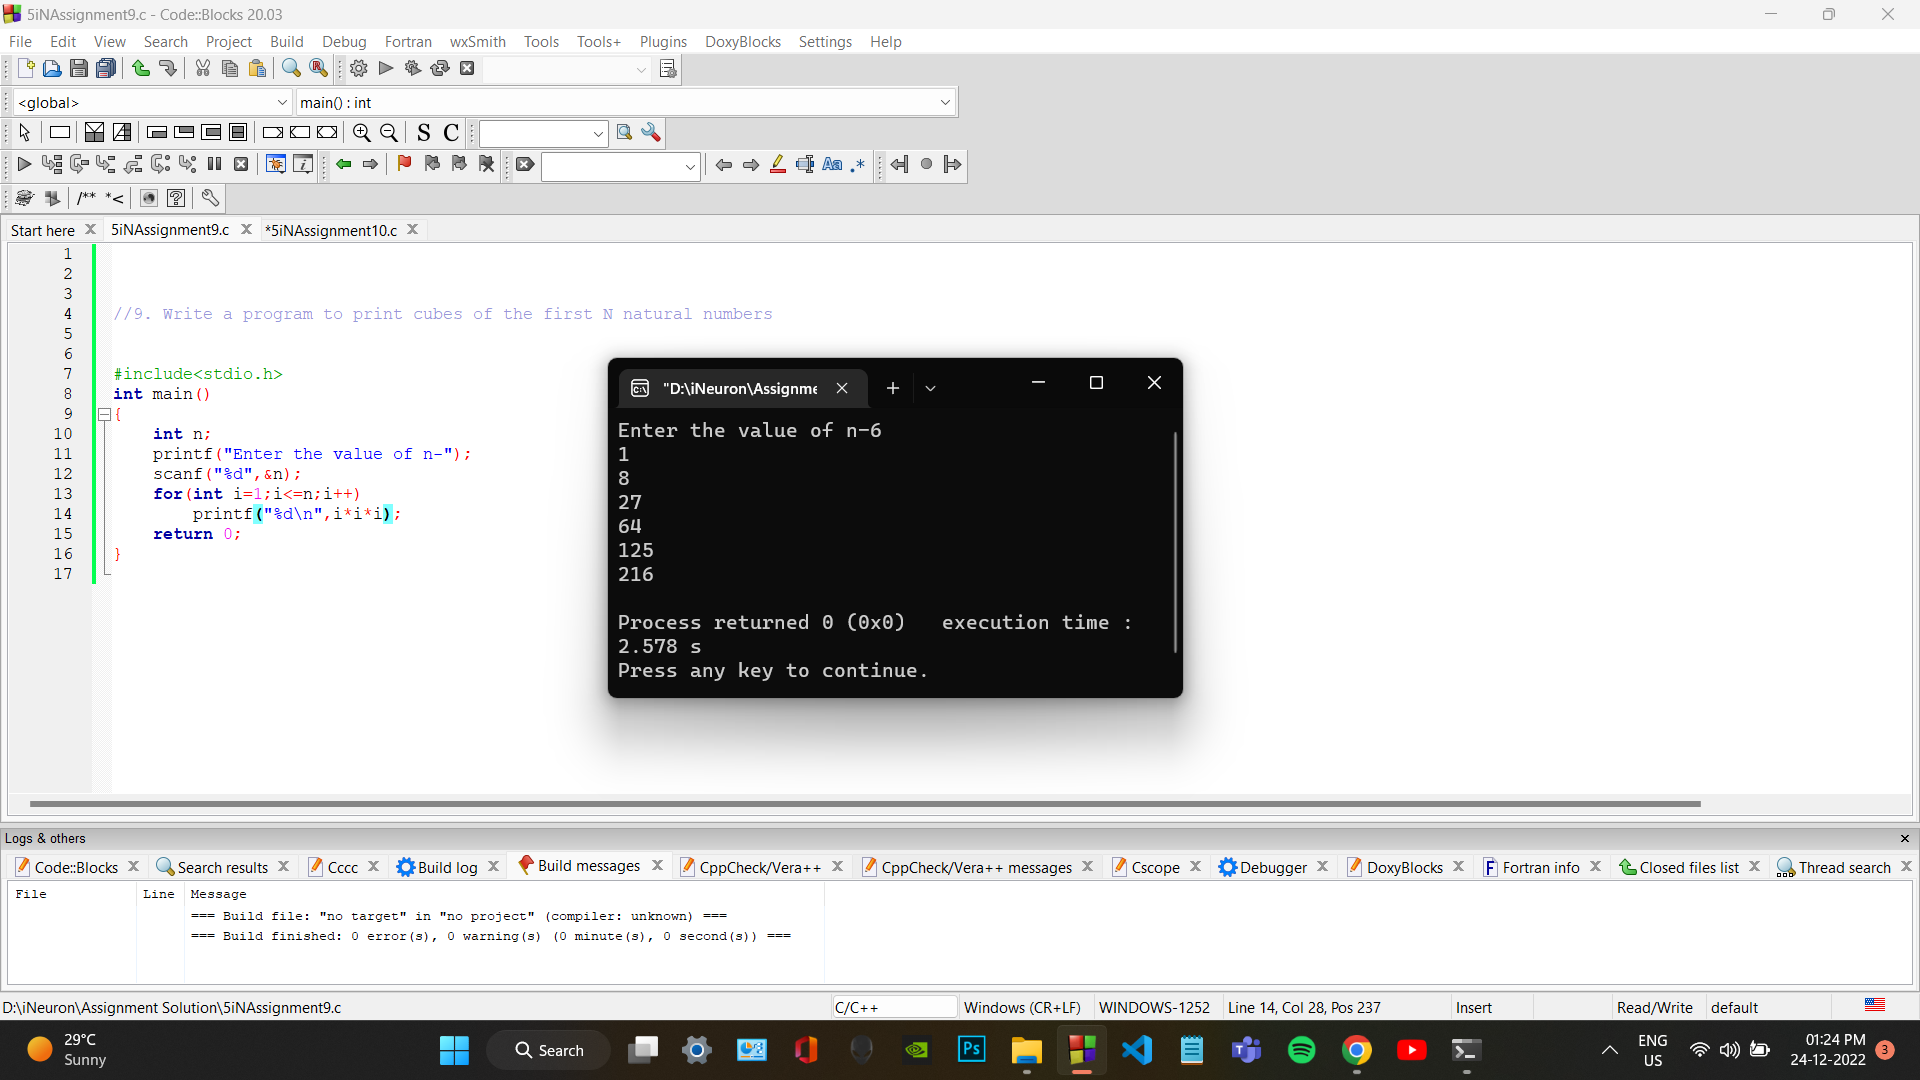 5iNAssignment9.c - Code::Blocks 20.03
File Edit View Search Project Build Debug Fortran wxSmith Tools Tools+ Plugins DoxyBlocks Settings Help
<global> main() : int
S C
Aa .*
/** *<
Start here 5iNAssignment9.c *5iNAssignment10.c
1
2
3
4 //9. Write a program to print cubes of the first N natural numbers
5
6
7 #include<stdio.h>
8 int main()
9 {
10 int n;
11 printf("Enter the value of n-");
12 scanf("%d",&n);
13 for(int i=1;i<=n;i++)
14 printf("%d\n",i*i*i);
15 return 0;
16 }
17
"D:\iNeuron\Assignme
Enter the value of n-6
1
8
27
64
125
216
Process returned 0 (0x0) execution time :
2.578 s
Press any key to continue.
Logs & others
Code::Blocks Search results Cccc Build log Build messages CppCheck/Vera++ CppCheck/Vera++ messages Cscope Debugger DoxyBlocks Fortran info Closed files list Thread search
File Line Message
=== Build file: "no target" in "no project" (compiler: unknown) ===
=== Build finished: 0 error(s), 0 warning(s) (0 minute(s), 0 second(s)) ===
D:\iNeuron\Assignment Solution\5iNAssignment9.c C/C++ Windows (CR+LF) WINDOWS-1252 Line 14, Col 28, Pos 237 Insert Read/Write default
29°C
Sunny
Search
Ps
ENG
US
01:24 PM
24-12-2022
3